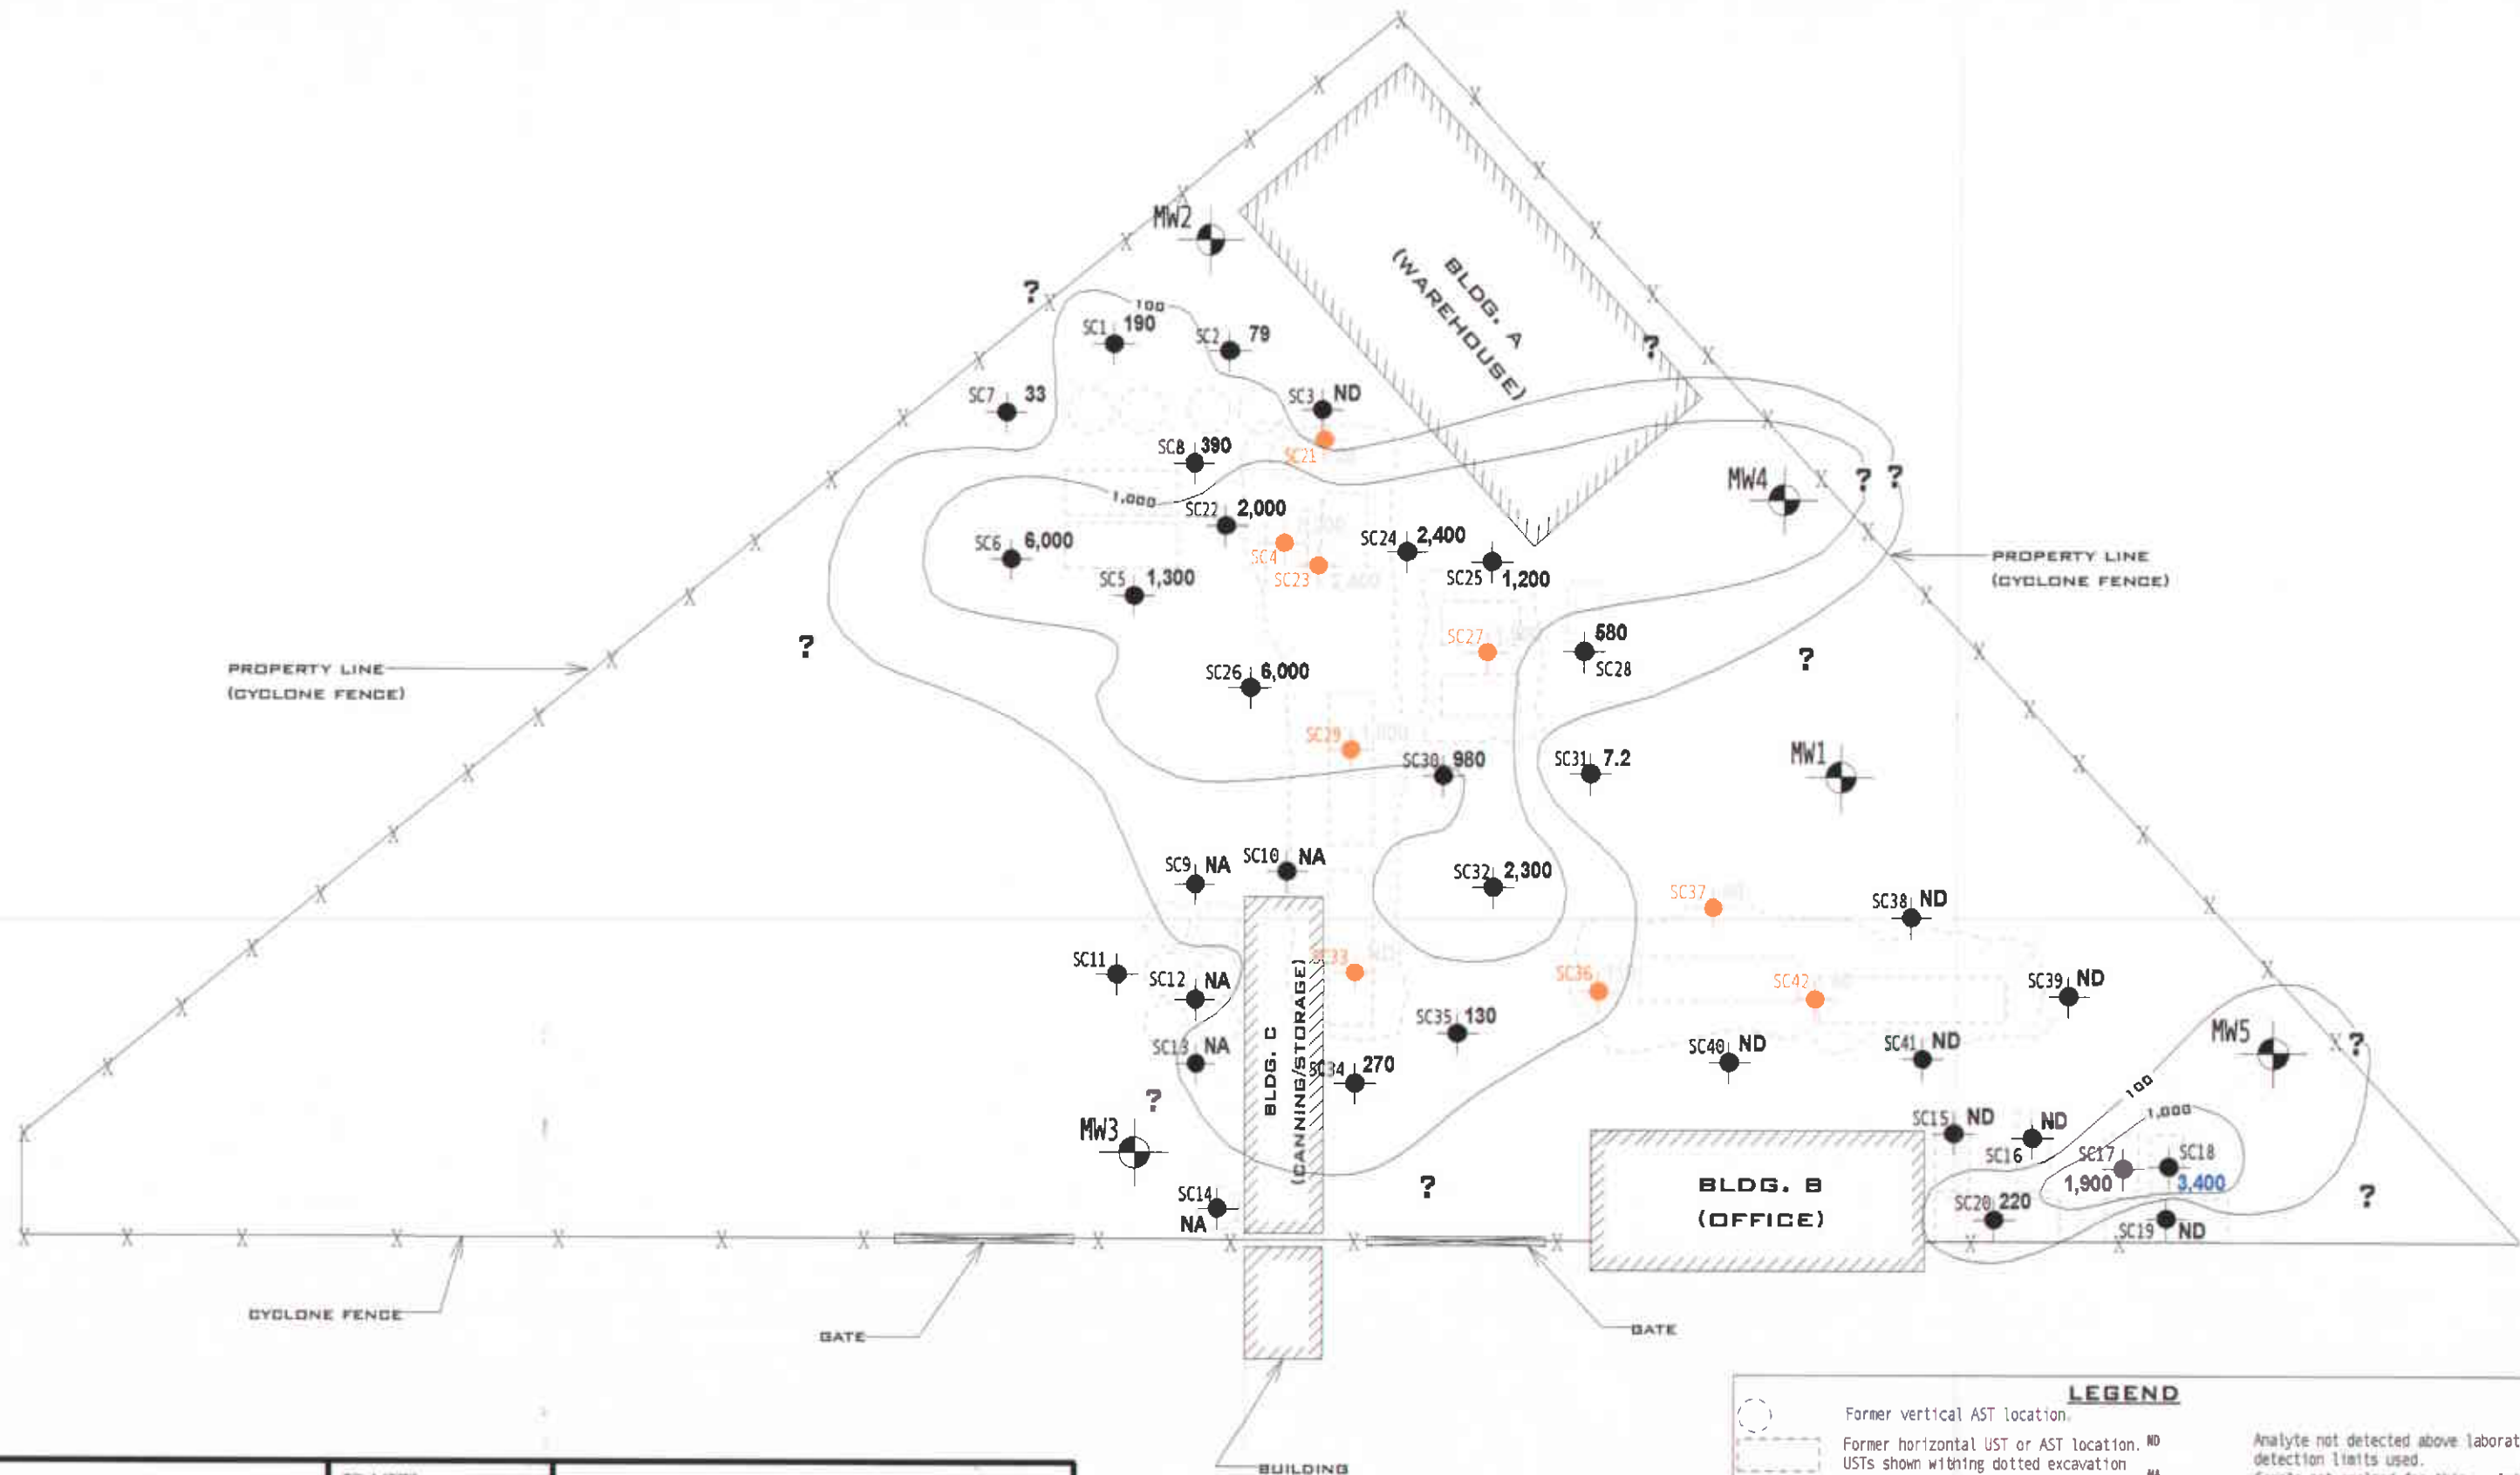 MW2
BLDG. A
(WAREHOUSE)
?
100
SC1 190
SC2 79
?
SC7 33
SC3 ND
SC21
SC8 390
MW4
? ?
1,000
SC22 2,000
SC4
SC23
SC24 2,400
SC6 6,000
SC5 1,300
SC25 1,200
PROPERTY LINE
(CYCLONE FENCE)
?
SC27
580
SC28
?
PROPERTY LINE
(CYCLONE FENCE)
SC26 6,000
SC29
SC30 980
SC31 7.2
MW1
SC9 NA
SC10 NA
SC32 2,300
SC37
SC38 ND
SC11
SC12 NA
SC33
SC36
SC42
SC39 ND
SC13 NA
BLDG. C
(CANNING/STORAGE)
SC35 130
SC34 270
SC40 ND
SC41 ND
MW5
?
?
MW3
100
1,000
SC15 ND
ND
SC16
SC17
1,900
SC18
3,400
?
?
SC14
NA
BLDG. B
(OFFICE)
SC20 220
SC19 ND
CYCLONE FENCE
GATE
GATE
BUILDING
LEGEND
Former vertical AST location.
Former horizontal UST or AST location.
USTs shown withing dotted excavation
ND
Analyte not detected above laborat
detection limits used.
NA